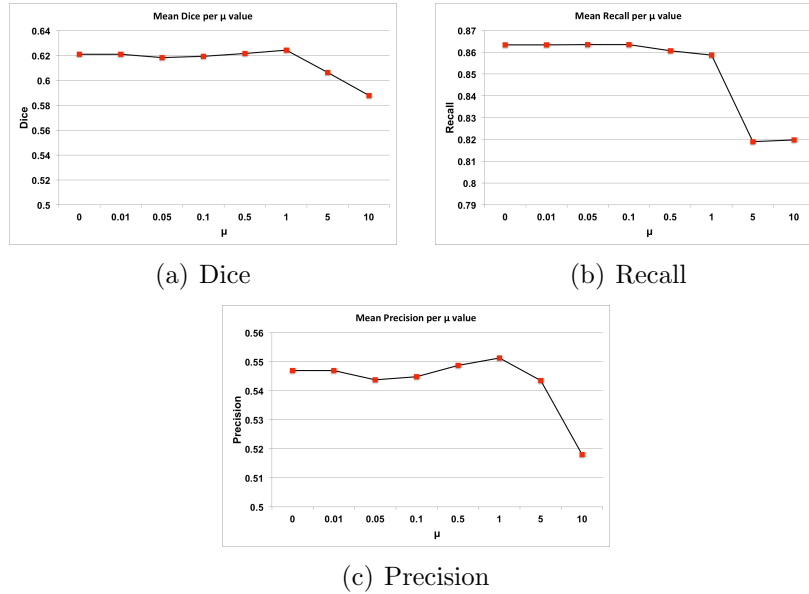 Mean Dice per μ value
0.64
0.62
0.6
0.58
0.56
0.54
0.52
0.5
Dice
0 0.01 0.05 0.1 0.5 1 5 10
μ
(a) Dice
Mean Recall per μ value
0.87
0.86
0.85
0.84
0.83
0.82
0.81
0.8
0.79
Recall
0 0.01 0.05 0.1 0.5 1 5 10
μ
(b) Recall
Mean Precision per μ value
0.56
0.55
0.54
0.53
0.52
0.51
0.5
Precision
0 0.01 0.05 0.1 0.5 1 5 10
μ
(c) Precision